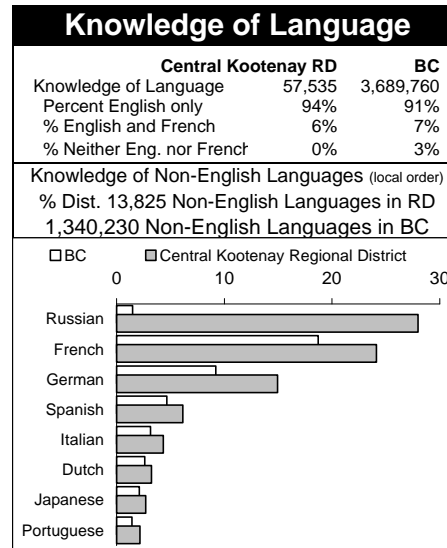 Knowledge of Language
Central Kootenay RD BC
Knowledge of Language 57,535 3,689,760
Percent English only 94% 91%
% English and French 6% 7%
% Neither Eng. nor French 0% 3%
Knowledge of Non-English Languages (local order)
% Dist. 13,825 Non-English Languages in RD
1,340,230 Non-English Languages in BC
BC Central Kootenay Regional District
0 10 20 30
Russian
French
German
Spanish
Italian
Dutch
Japanese
Portuguese